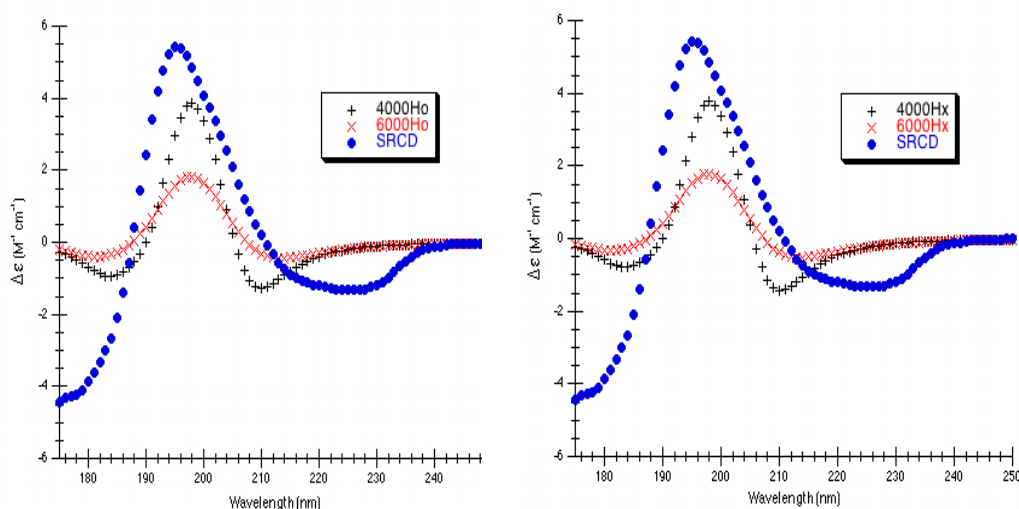 6
4
2
0
-2
-4
-6
Δ ε (M⁻¹ cm⁻¹)
4000Ho
6000Ho
SRCD
180 190 200 210 220 230 240
Wavelength (nm)
6
4
2
0
-2
-4
-6
Δ ε (M⁻¹ cm⁻¹)
4000Hx
6000Hx
SRCD
180 190 200 210 220 230 240 250
Wavelength (nm)